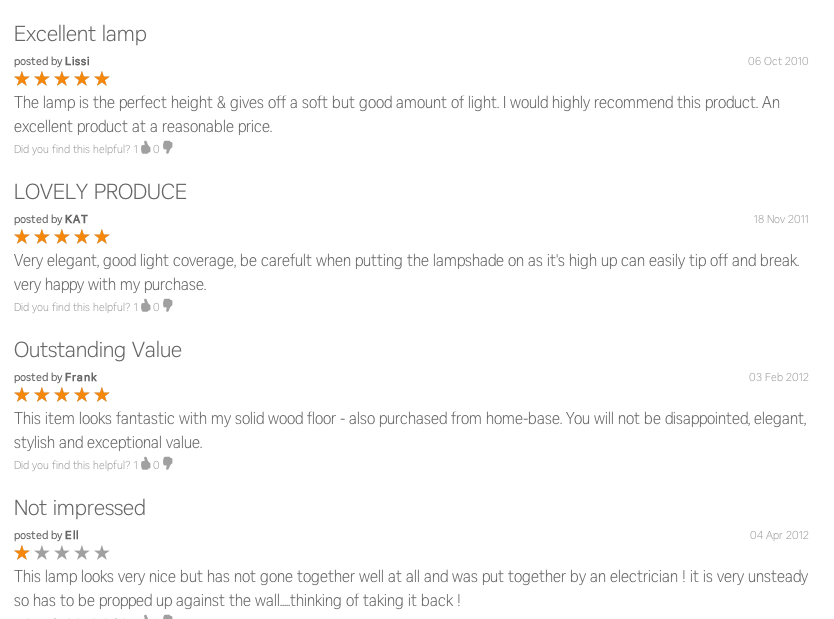 Excellent lamp
posted by Lissi 06 Oct 2010
The lamp is the perfect height & gives off a soft but good amount of light. I would highly recommend this product. An
excellent product at a reasonable price.
Did you find this helpful? 1 0
LOVELY PRODUCE
posted by KAT 18 Nov 2011
Very elegant, good light coverage, be carefult when putting the lampshade on as it's high up can easily tip off and break.
very happy with my purchase.
Did you find this helpful? 1 0
Outstanding Value
posted by Frank 03 Feb 2012
This item looks fantastic with my solid wood floor - also purchased from home-base. You will not be disappointed, elegant,
stylish and exceptional value.
Did you find this helpful? 1 0
Not impressed
posted by Ell 04 Apr 2012
This lamp looks very nice but has not gone together well at all and was put together by an electrician ! it is very unsteady
so has to be propped up against the wall....thinking of taking it back !